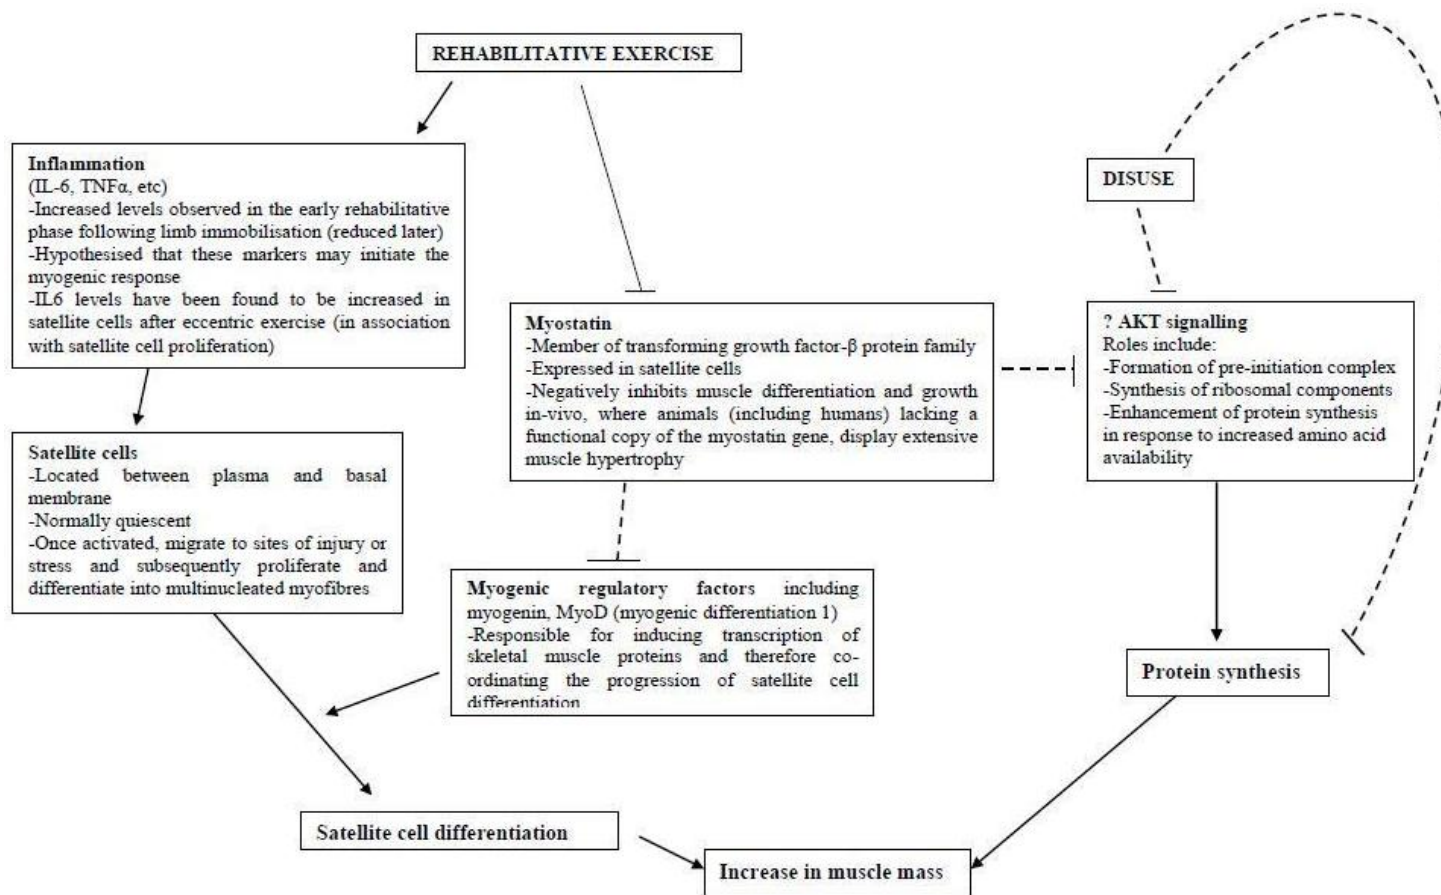 REHABILITATIVE EXERCISE
Inflammation
(IL-6, TNFα, etc)
-Increased levels observed in the early rehabilitative
phase following limb immobilisation (reduced later)
-Hypothesised that these markers may initiate the
myogenic response
-IL6 levels have been found to be increased in
satellite cells after eccentric exercise (in association
with satellite cell proliferation)
DISUSE
Myostatin
-Member of transforming growth factor-β protein family
-Expressed in satellite cells
-Negatively inhibits muscle differentiation and growth
in-vivo, where animals (including humans) lacking a
functional copy of the myostatin gene, display extensive
muscle hypertrophy
? AKT signalling
Roles include:
-Formation of pre-initiation complex
-Synthesis of ribosomal components
-Enhancement of protein synthesis
in response to increased amino acid
availability
Satellite cells
-Located between plasma and basal
membrane
-Normally quiescent
-Once activated, migrate to sites of injury or
stress and subsequently proliferate and
differentiate into multinucleated myofibres
Myogenic regulatory factors including
myogenin, MyoD (myogenic differentiation 1)
-Responsible for inducing transcription of
skeletal muscle proteins and therefore co-
ordinating the progression of satellite cell
differentiation
Protein synthesis
Satellite cell differentiation
Increase in muscle mass